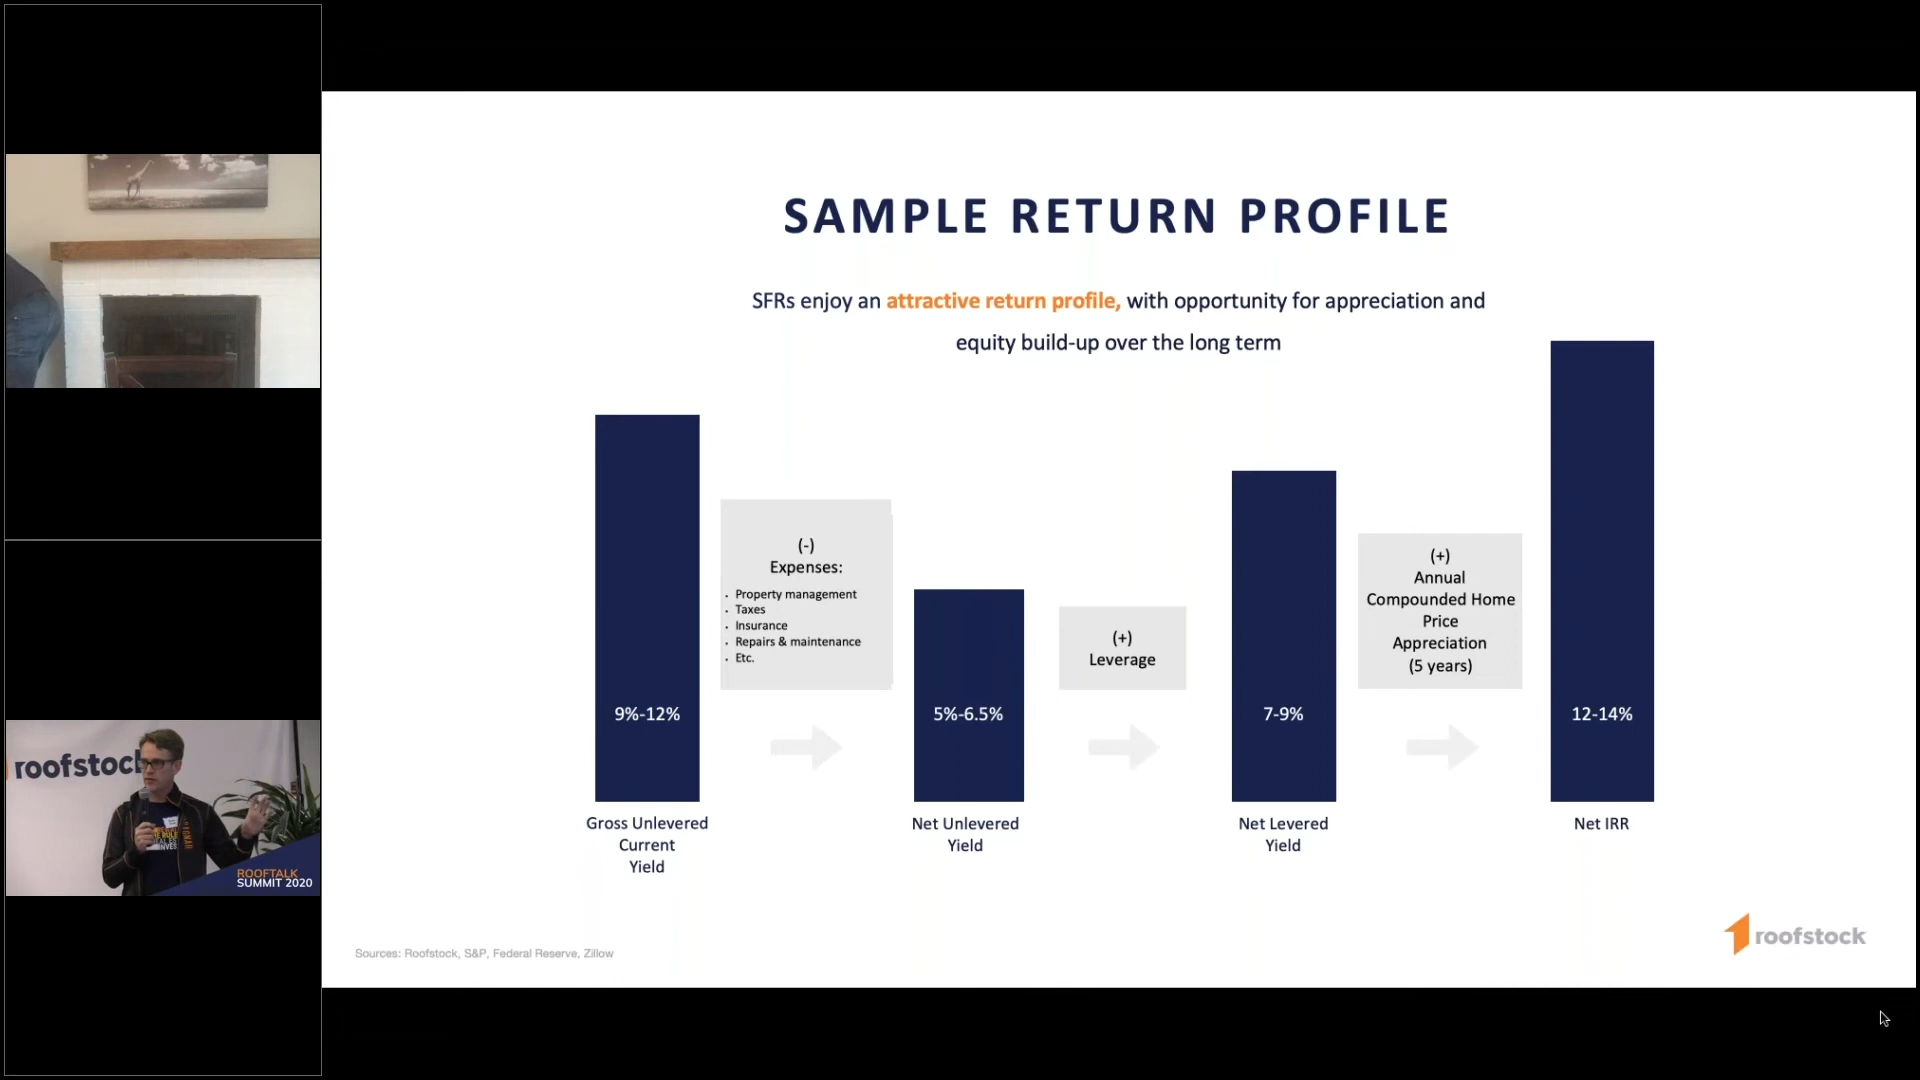 SAMPLE RETURN PROFILE
SFRs enjoy an attractive return profile, with opportunity for appreciation and
equity build-up over the long term
(-)
Expenses:
. Property management
. Taxes
. Insurance
. Repairs & maintenance
. Etc.
(+)
Leverage
(+)
Annual
Compounded Home
Price
Appreciation
(5 years)
9%-12%
5%-6.5%
7-9%
12-14%
Gross Unlevered
Current
Yield
Net Unlevered
Yield
Net Levered
Yield
Net IRR
Sources: Roofstock, S&P, Federal Reserve, Zillow
roofstock
roofstoc
ROOFTALK
SUMMIT 2020